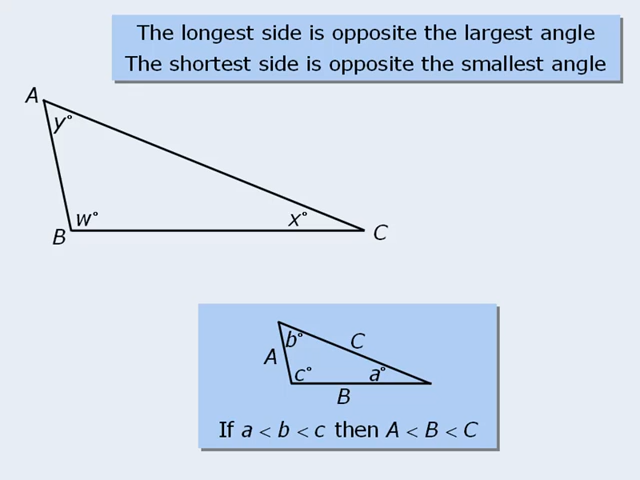 The longest side is opposite the largest angle
The shortest side is opposite the smallest angle
A
y°
w°
x°
B
C
b°
C
A
c°
a°
B
If a < b < c then A < B < C